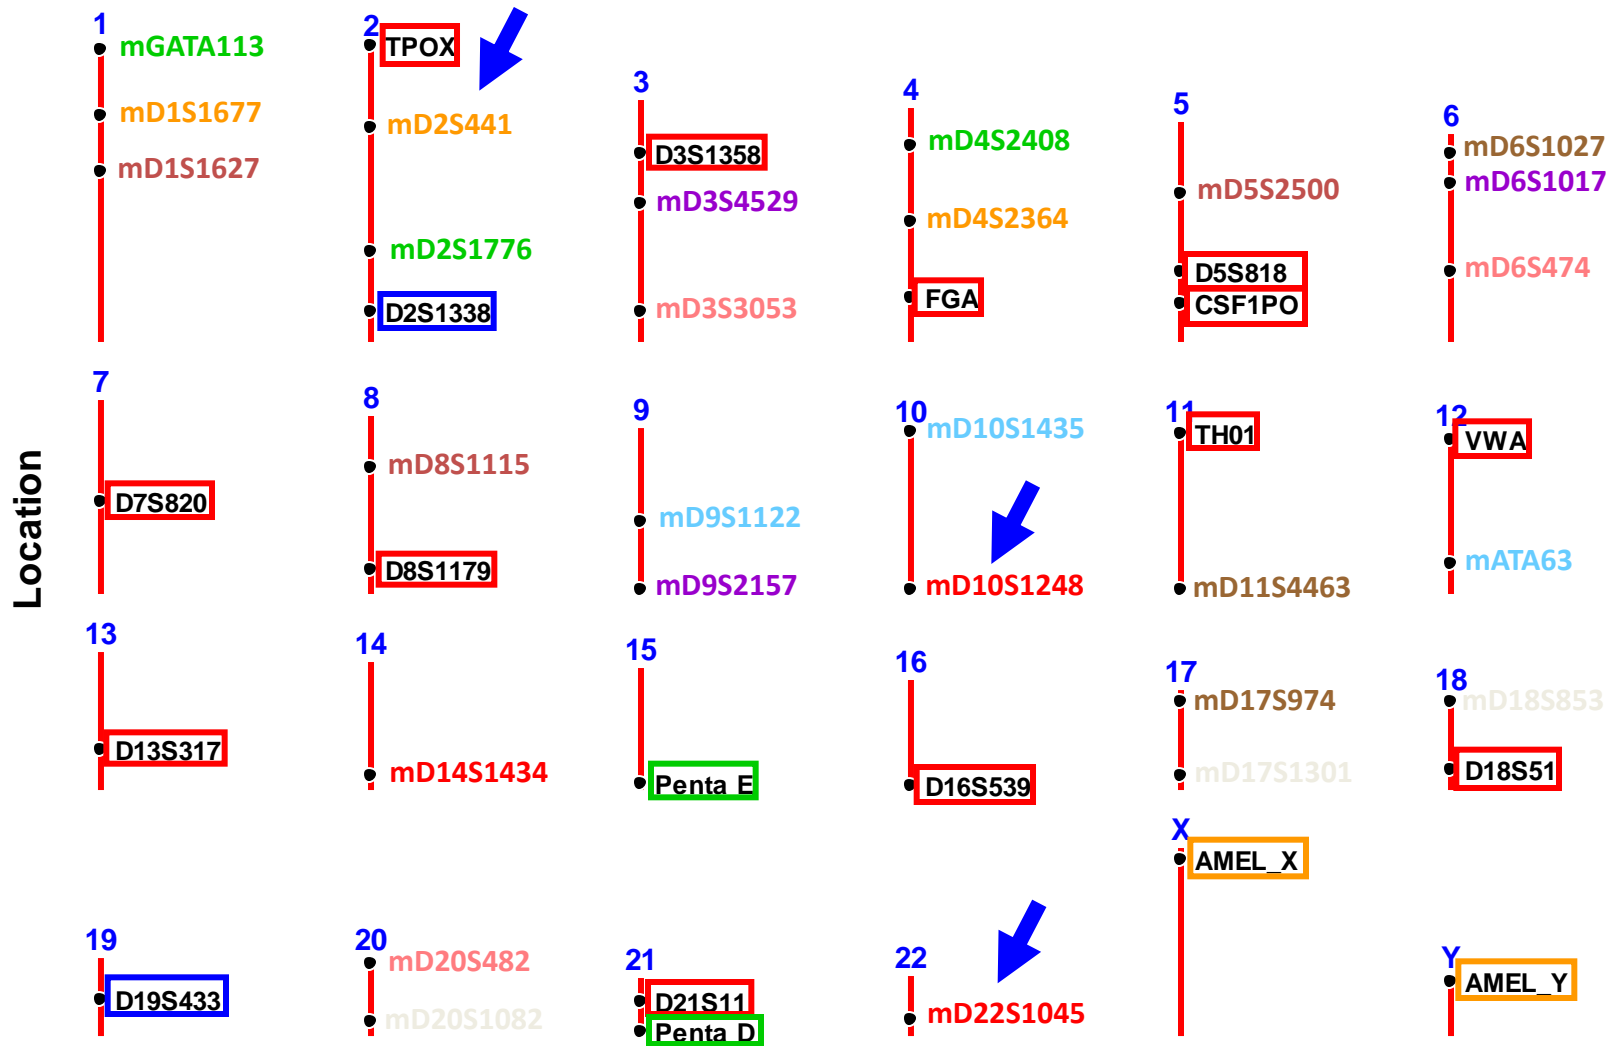 Location
1
mGATA113
mD1S1677
mD1S1627
2
TPOX
mD2S441
mD2S1776
D2S1338
3
D3S1358
mD3S4529
mD3S3053
4
mD4S2408
mD4S2364
FGA
5
mD5S2500
D5S818
CSF1PO
6
mD6S1027
mD6S1017
mD6S474
7
D7S820
8
mD8S1115
D8S1179
9
mD9S1122
mD9S2157
10
mD10S1435
mD10S1248
11
TH01
mD11S4463
12
VWA
mATA63
13
D13S317
14
mD14S1434
15
Penta E
16
D16S539
17
mD17S974
mD17S1301
18
mD18S853
D18S51
19
D19S433
20
mD20S482
mD20S1082
21
D21S11
Penta D
22
mD22S1045
X
AMEL_X
Y
AMEL_Y